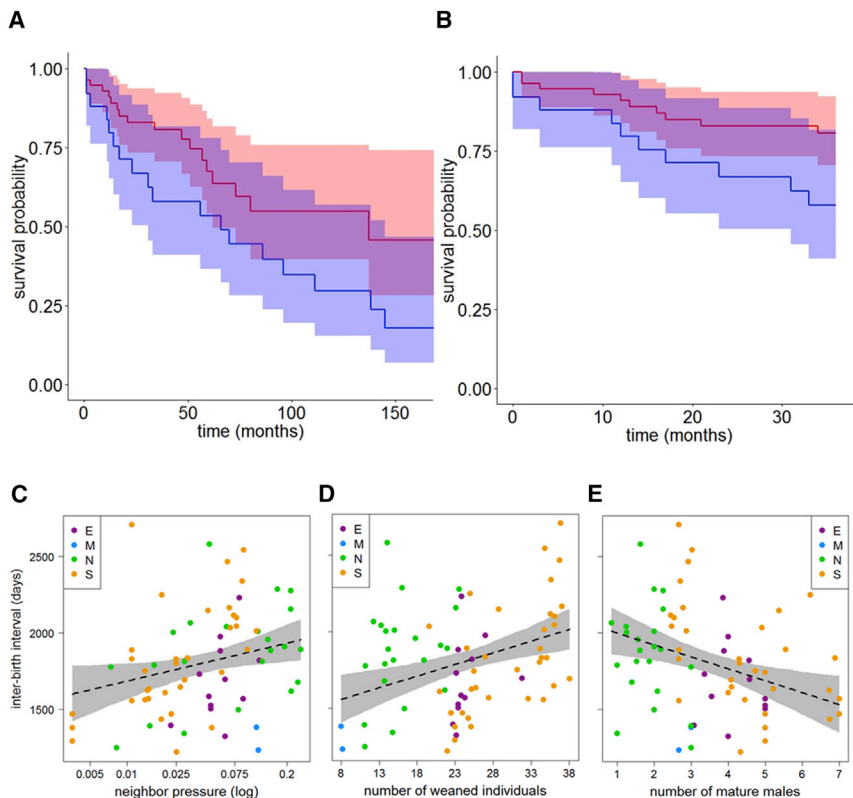 A
B
1.00
0.75
0.50
0.25
0.00
survival probability
0
50
100
150
time (months)
1.00
0.75
0.50
0.25
0.00
survival probability
0
10
20
30
time (months)
C
D
E
E
M
N
S
E
M
N
S
E
M
N
S
2500
2000
1500
inter-birth interval (days)
0.005
0.01
0.025
0.075
0.2
neighbor pressure (log)
8
13
18
23
28
33
38
number of weaned individuals
1
2
3
4
5
6
7
number of mature males